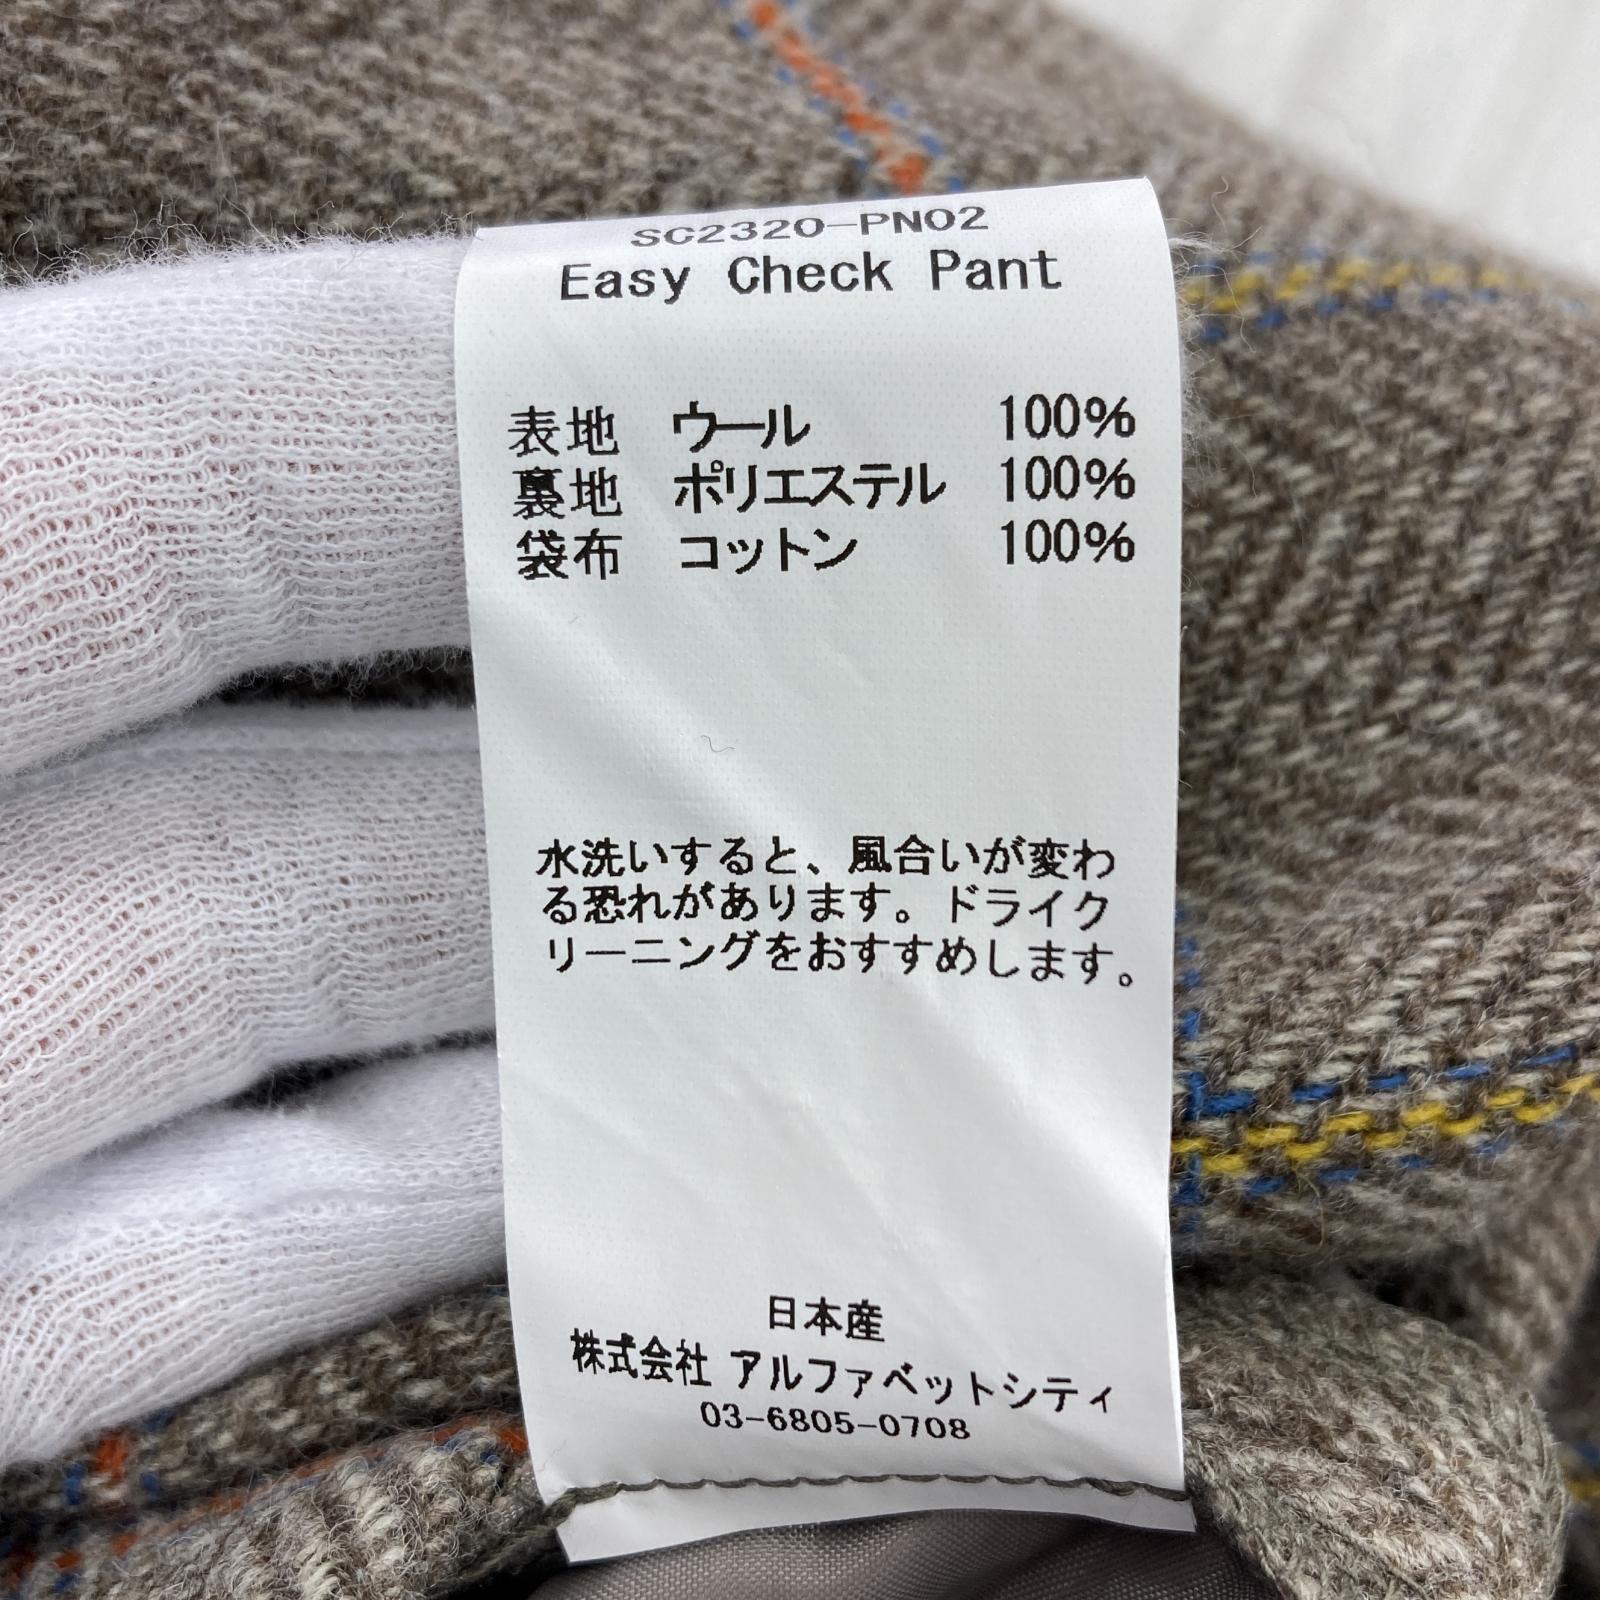 SC2320-PN02
Easy Check Pant
表地 ウール 100%
裏地 ポリエステル 100%
袋布 コットン 100%
水洗いすると、風合いが変わ
る恐れがあります。ドライク
リーニングをおすすめします。
日本産
株式会社 アルファベットシティ
03-6805-0708